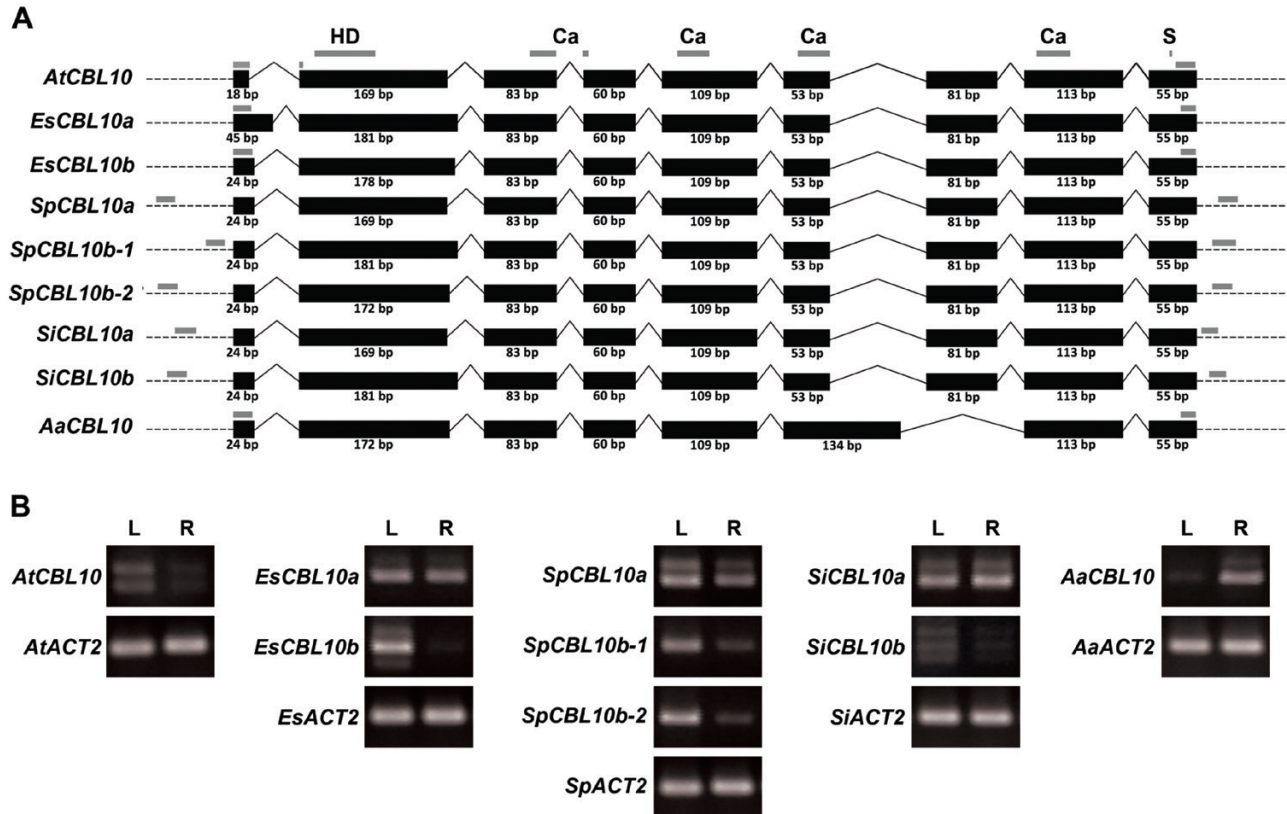 A
HD Ca Ca Ca Ca S
AtCBL10
18 bp 169 bp 83 bp 60 bp 109 bp 53 bp 81 bp 113 bp 55 bp
EsCBL10a
45 bp 181 bp 83 bp 60 bp 109 bp 53 bp 81 bp 113 bp 55 bp
EsCBL10b
24 bp 178 bp 83 bp 60 bp 109 bp 53 bp 81 bp 113 bp 55 bp
SpCBL10a
24 bp 169 bp 83 bp 60 bp 109 bp 53 bp 81 bp 113 bp 55 bp
SpCBL10b-1
24 bp 181 bp 83 bp 60 bp 109 bp 53 bp 81 bp 113 bp 55 bp
SpCBL10b-2
24 bp 172 bp 83 bp 60 bp 109 bp 53 bp 81 bp 113 bp 55 bp
SiCBL10a
24 bp 169 bp 83 bp 60 bp 109 bp 53 bp 81 bp 113 bp 55 bp
SiCBL10b
24 bp 181 bp 83 bp 60 bp 109 bp 53 bp 81 bp 113 bp 55 bp
AaCBL10
24 bp 172 bp 83 bp 60 bp 109 bp 134 bp 113 bp 55 bp
B
L R L R L R L R L R
AtCBL10 EsCBL10a SpCBL10a SiCBL10a AaCBL10
AtACT2 EsCBL10b SpCBL10b-1 SiCBL10b AaACT2
EsACT2 SpCBL10b-2 SiACT2
SpACT2